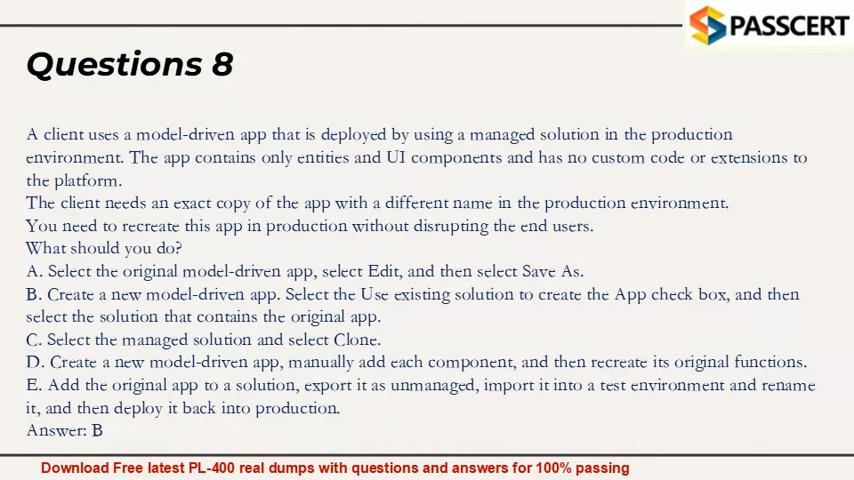 PASSCERT
Questions 8
A client uses a model-driven app that is deployed by using a managed solution in the production
environment. The app contains only entities and UI components and has no custom code or extensions to
the platform.
The client needs an exact copy of the app with a different name in the production environment.
You need to recreate this app in production without disrupting the end users.
What should you do?
A. Select the original model-driven app, select Edit, and then select Save As.
B. Create a new model-driven app. Select the Use existing solution to create the App check box, and then
select the solution that contains the original app.
C. Select the managed solution and select Clone.
D. Create a new model-driven app, manually add each component, and then recreate its original functions.
E. Add the original app to a solution, export it as unmanaged, import it into a test environment and rename
it, and then deploy it back into production.
Answer: B
Download Free latest PL-400 real dumps with questions and answers for 100% passing